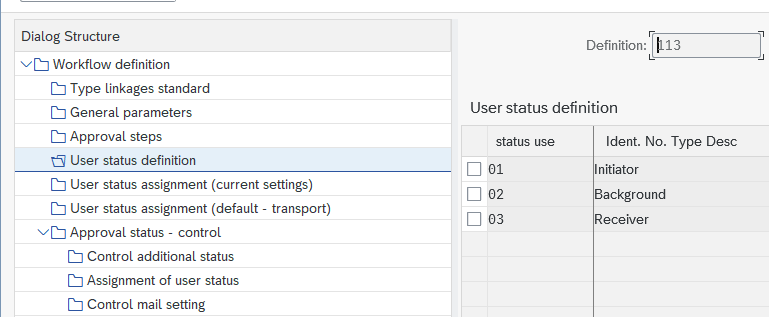 Dialog Structure
Workflow definition
Type linkages standard
General parameters
Approval steps
User status definition
User status assignment (current settings)
User status assignment (default - transport)
Approval status - control
Control additional status
Assignment of user status
Control mail setting
Definition: 113
User status definition
status use Ident. No. Type Desc
01 Initiator
02 Background
03 Receiver